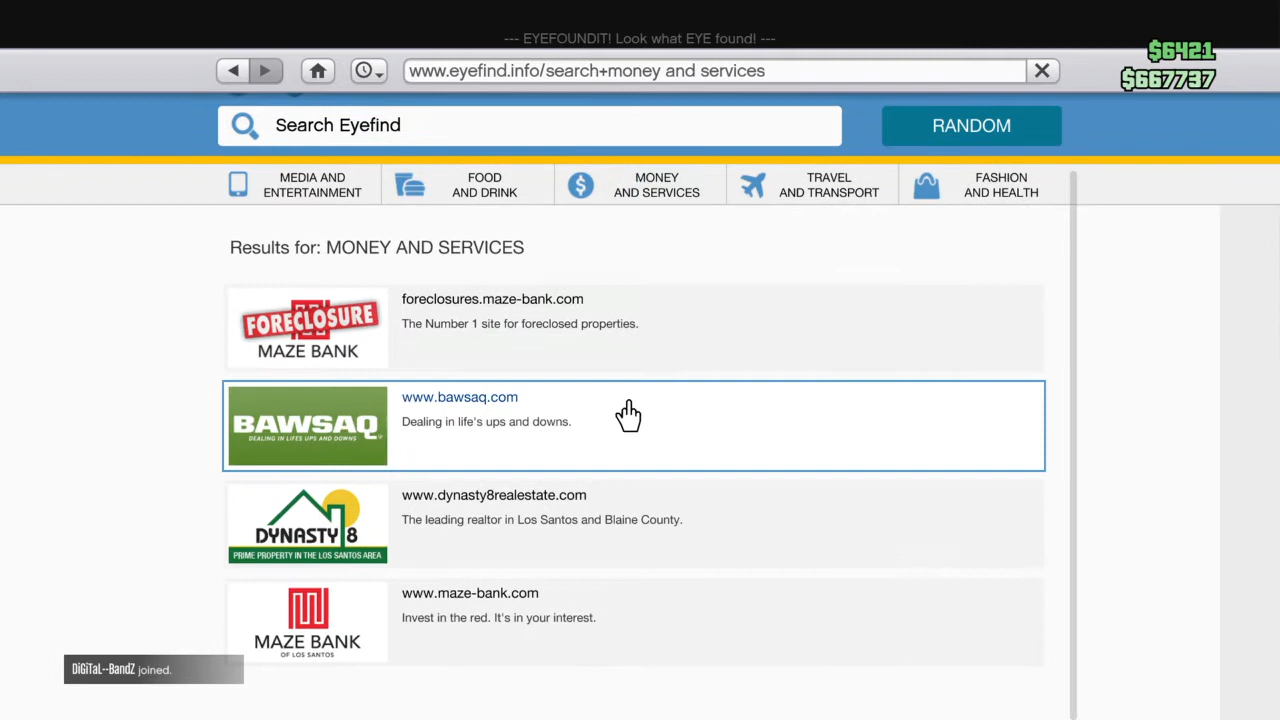 --- EYEFOUNDIT! Look what EYE found! ---
$6421
www.eyefind.info/search+money and services
$667737
Search Eyefind
RANDOM
MEDIA AND
ENTERTAINMENT
FOOD
AND DRINK
MONEY
AND SERVICES
TRAVEL
AND TRANSPORT
FASHION
AND HEALTH
Results for: MONEY AND SERVICES
FORECLOSURE
MAZE BANK
foreclosures.maze-bank.com
The Number 1 site for foreclosed properties.
BAWSAQ
DEALING IN LIFES UPS AND DOWNS
www.bawsaq.com
Dealing in life's ups and downs.
DYNASTY 8
PRIME PROPERTY IN THE LOS SANTOS AREA
www.dynasty8realestate.com
The leading realtor in Los Santos and Blaine County.
MAZE BANK
OF LOS SANTOS
www.maze-bank.com
Invest in the red. It's in your interest.
DiGiTaL--BandZ joined.